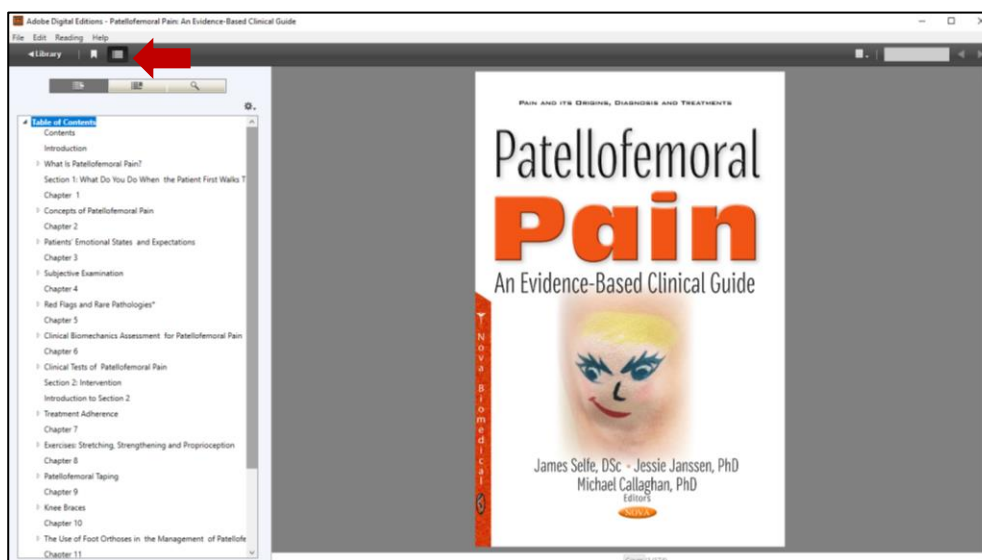 Adobe Digital Editions - Patellofemoral Pain: An Evidence-Based Clinical Guide
File Edit Reading Help
Library
Table of Contents
Contents
Introduction
What Is Patellofemoral Pain?
Section 1: What Do You Do When the Patient First Walks T
Chapter 1
Concepts of Patellofemoral Pain
Chapter 2
Patients' Emotional States and Expectations
Chapter 3
Subjective Examination
Chapter 4
Red Flags and Rare Pathologies*
Chapter 5
Clinical Biomechanics Assessment for Patellofemoral Pain
Chapter 6
Clinical Tests of Patellofemoral Pain
Section 2: Intervention
Introduction to Section 2
Treatment Adherence
Chapter 7
Exercises: Stretching, Strengthening and Proprioception
Chapter 8
Patellofemoral Taping
Chapter 9
Knee Braces
Chapter 10
The Use of Foot Orthoses in the Management of Patellofe
Chapter 11
PAIN AND ITS ORIGINS, DIAGNOSIS AND TREATMENTS
Patellofemoral
Pain
An Evidence-Based Clinical Guide
Nova Biomedical
James Selfe, DSc • Jessie Janssen, PhD
Michael Callaghan, PhD
Editors
NOVA